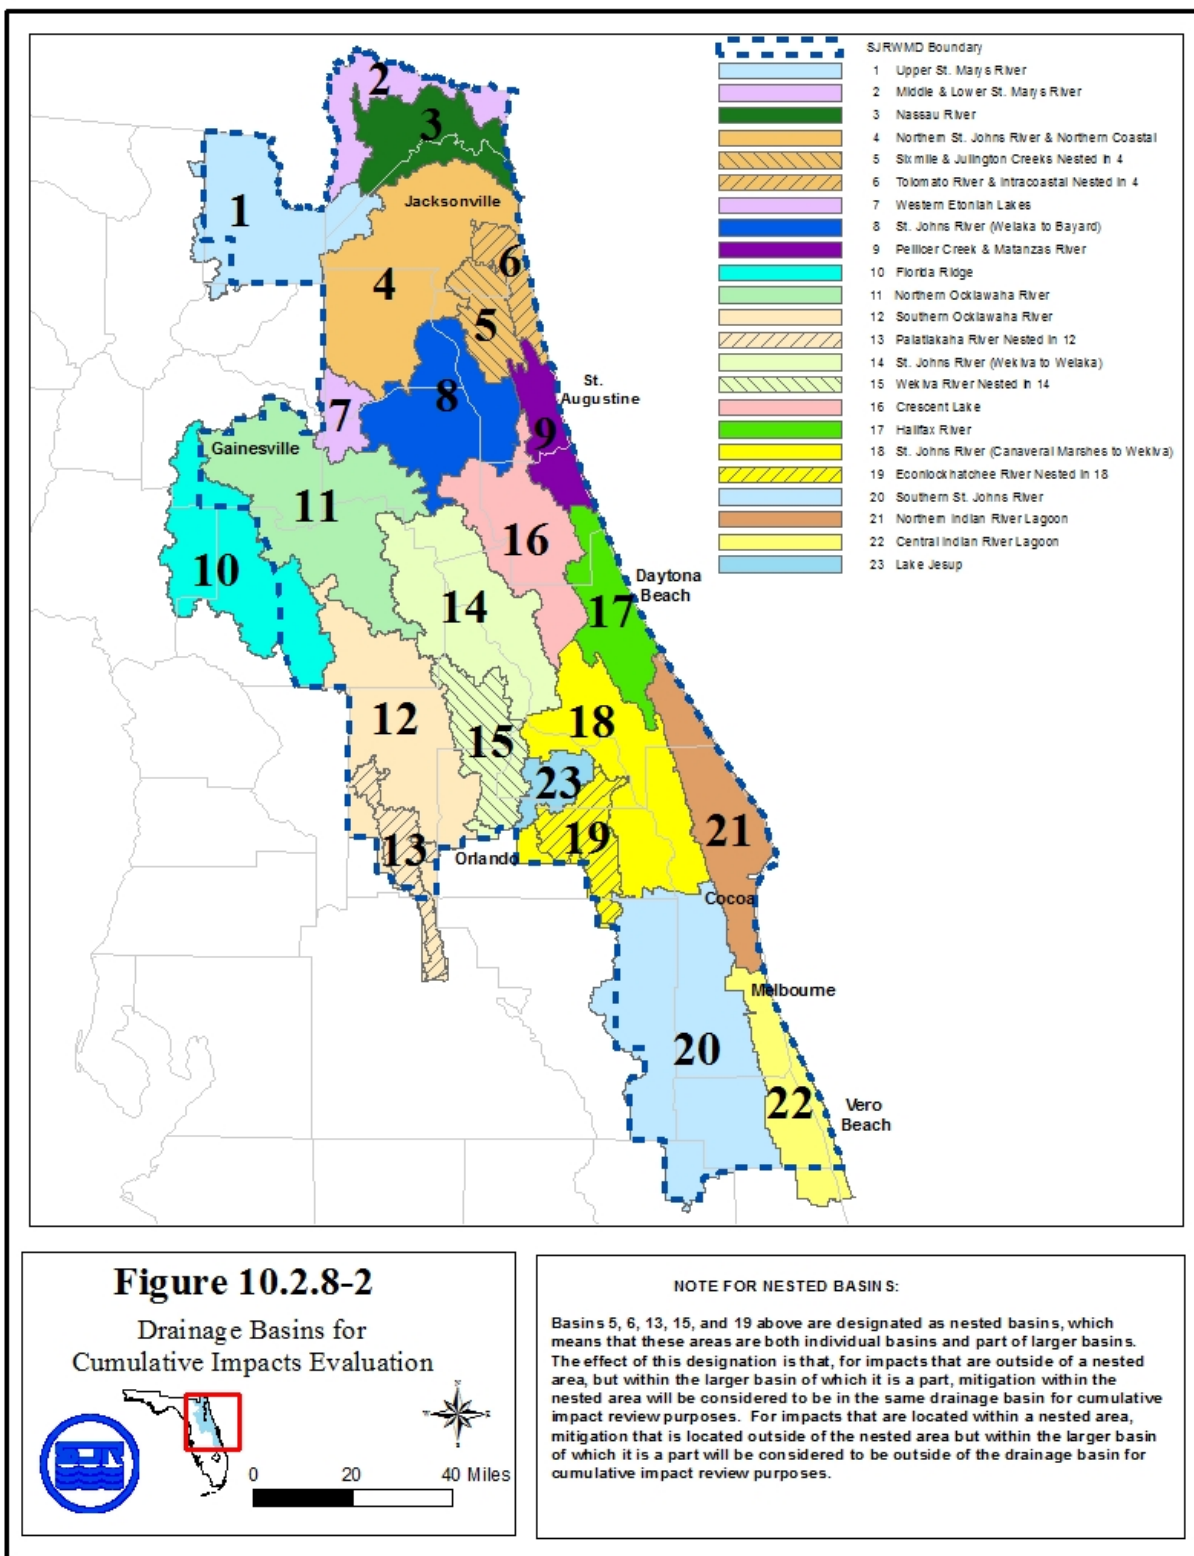 SJRWMD Boundary
1 Upper St. Marys River
2 Middle & Lower St. Marys River
3 Nassau River
4 Northern St. Johns River & Northern Coastal
5 Sixmile & Julington Creeks Nested in 4
6 Tolomato River & Intracoastal Nested in 4
7 Western Etoniah Lakes
8 St. Johns River (Welaka to Bayard)
9 Pellicer Creek & Matanzas River
10 Florida Ridge
11 Northern Ocklawaha River
12 Southern Ocklawaha River
13 Palatlakaha River Nested in 12
14 St. Johns River (Wekiva to Welaka)
15 Wekiva River Nested in 14
16 Crescent Lake
17 Halifax River
18 St. Johns River (Canaveral Marshes to Wekiva)
19 Econlockhatchee River Nested in 18
20 Southern St. Johns River
21 Northern Indian River Lagoon
22 Central Indian River Lagoon
23 Lake Jesup
2
3
1
Jacksonville
6
4
5
St.
Augustine
8
7
9
Gainesville
11
16
10
Daytona
Beach
14
17
12
18
15
23
21
19
13
Orlando
Cocoa
Melbourne
20
22
Vero
Beach
Figure 10.2.8-2
Drainage Basins for
Cumulative Impacts Evaluation
SJR
0 20 40 Miles
NOTE FOR NESTED BASINS:
Basins 5, 6, 13, 15, and 19 above are designated as nested basins, which
means that these areas are both individual basins and part of larger basins.
The effect of this designation is that, for impacts that are outside of a nested
area, but within the larger basin of which it is a part, mitigation within the
nested area will be considered to be in the same drainage basin for cumulative
impact review purposes. For impacts that are located within a nested area,
mitigation that is located outside of the nested area but within the larger basin
of which it is a part will be considered to be outside of the drainage basin for
cumulative impact review purposes.